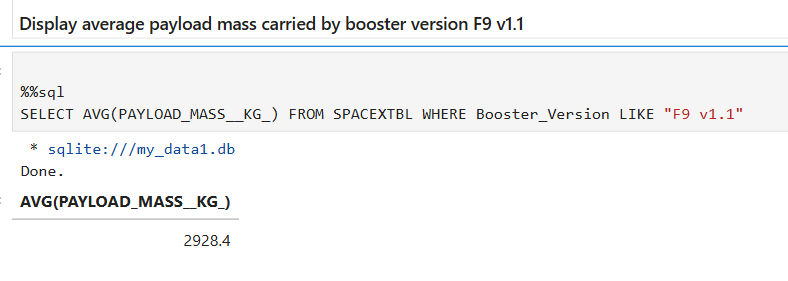 Display average payload mass carried by booster version F9 v1.1
%%sql
SELECT AVG(PAYLOAD_MASS__KG_) FROM SPACEXTBL WHERE Booster_Version LIKE "F9 v1.1"
* sqlite:///my_data1.db
Done.
AVG(PAYLOAD_MASS__KG_)
2928.4